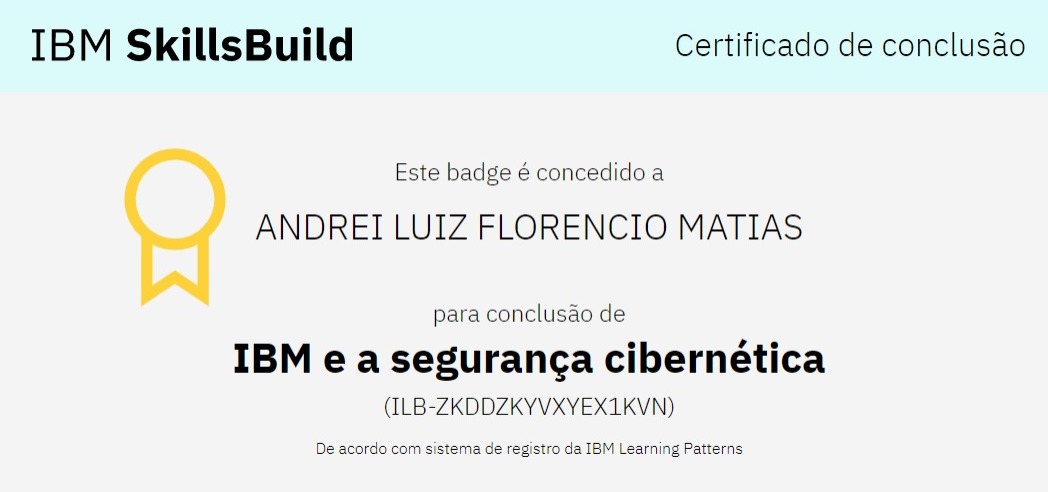 IBM SkillsBuild
Certificado de conclusão
Este badge é concedido a
ANDREI LUIZ FLORENCIO MATIAS
para conclusão de
IBM e a segurança cibernética
(ILB-ZKDDZKYVXYEX1KVN)
De acordo com sistema de registro da IBM Learning Patterns